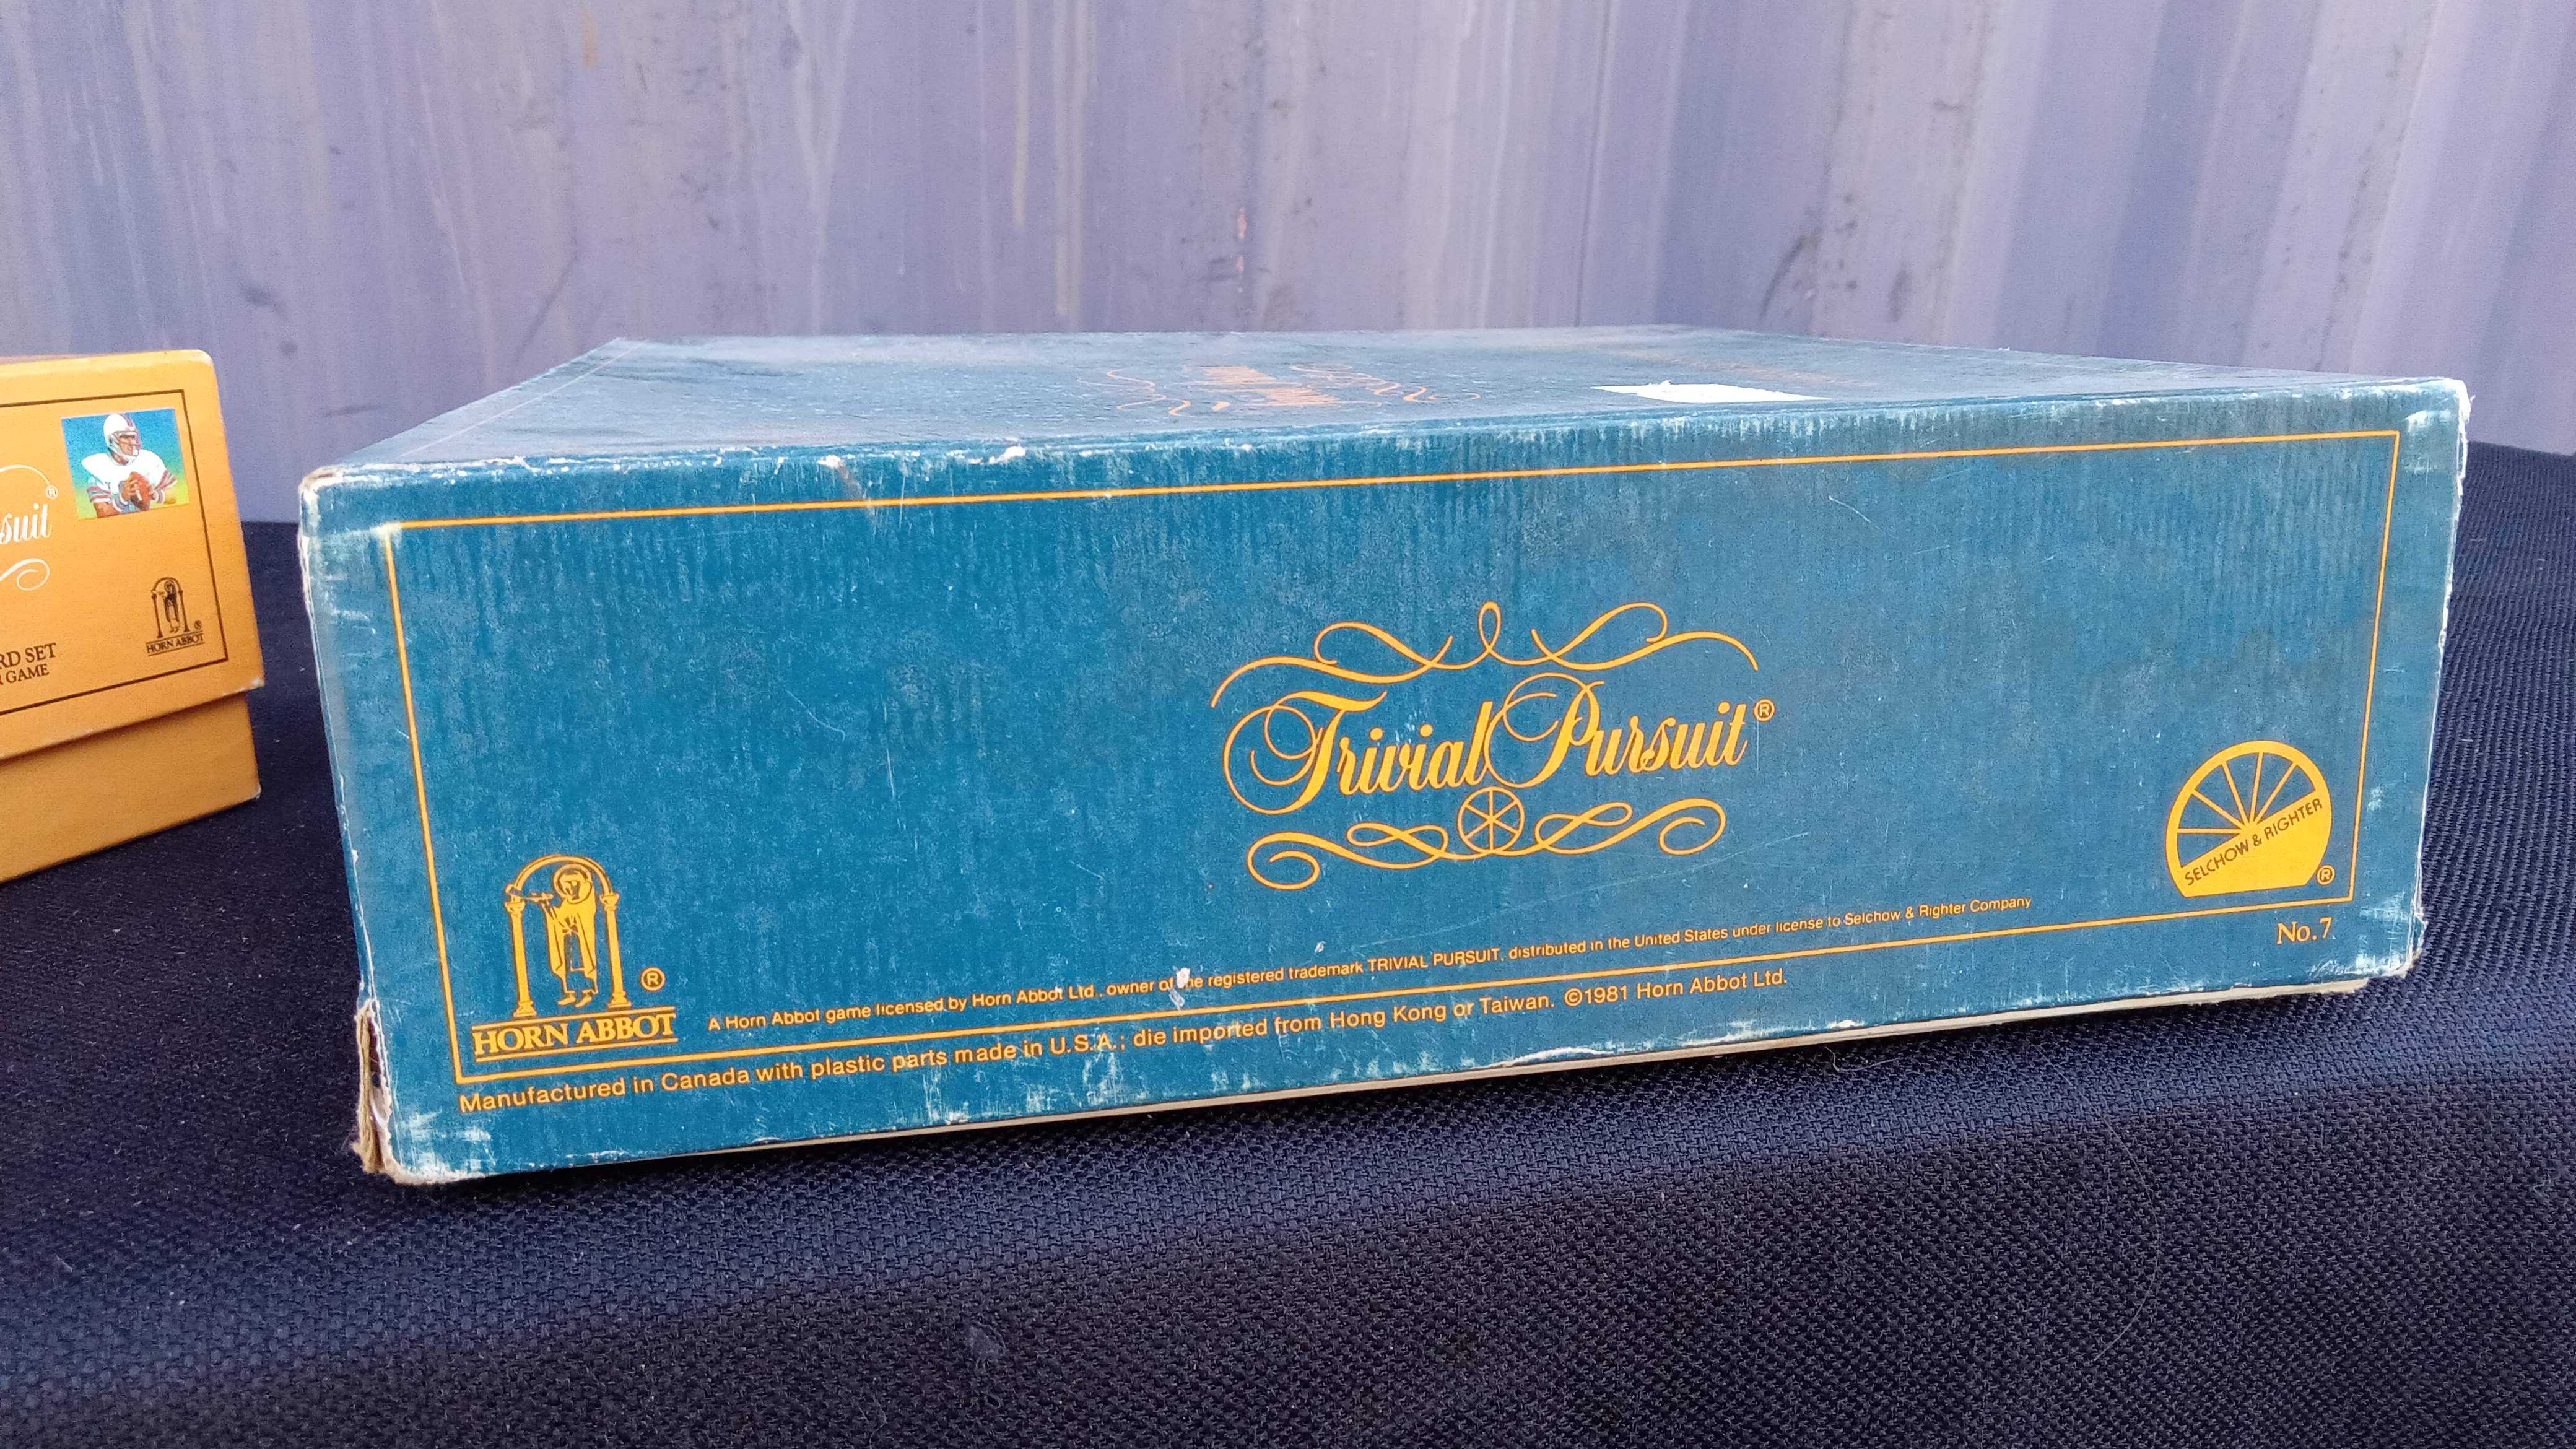 suit®
®
HORN ABBOT
RD SET
GAME
Trivial Pursuit®
SELCHOW & RIGHTER
®
®
HORN ABBOT
A Horn Abbot game licensed by Horn Abbot Ltd., owner of the registered trademark TRIVIAL PURSUIT, distributed in the United States under license to Selchow & Righter Company
No.7
Manufactured in Canada with plastic parts made in U.S.A.; die imported from Hong Kong or Taiwan. ©1981 Horn Abbot Ltd.